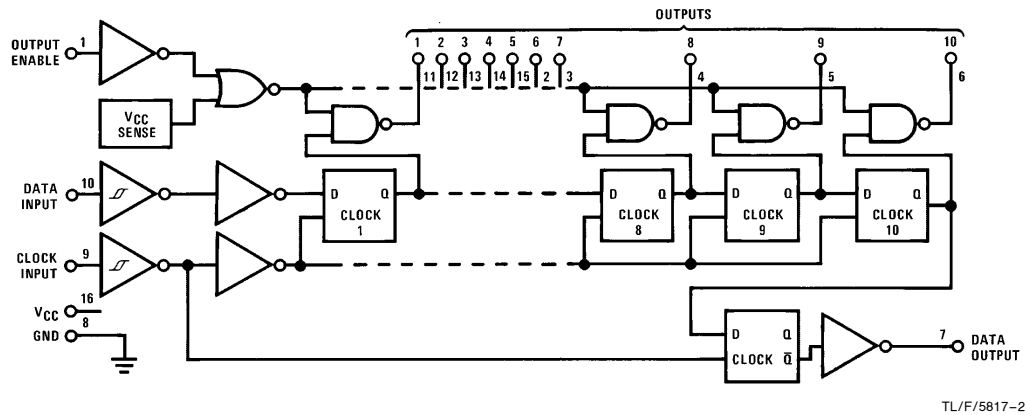 OUTPUTS
OUTPUT
ENABLE
1
1 2 3 4 5 6 7 8 9 10
11 12 13 14 15 2 3 4 5 6
VCC
SENSE
DATA
INPUT
10
D Q
CLOCK
1
D Q
CLOCK
8
D Q
CLOCK
9
D Q
CLOCK
10
CLOCK
INPUT
9
VCC
16
GND
8
D Q
CLOCK Q̅
7
DATA
OUTPUT
TL/F/5817–2